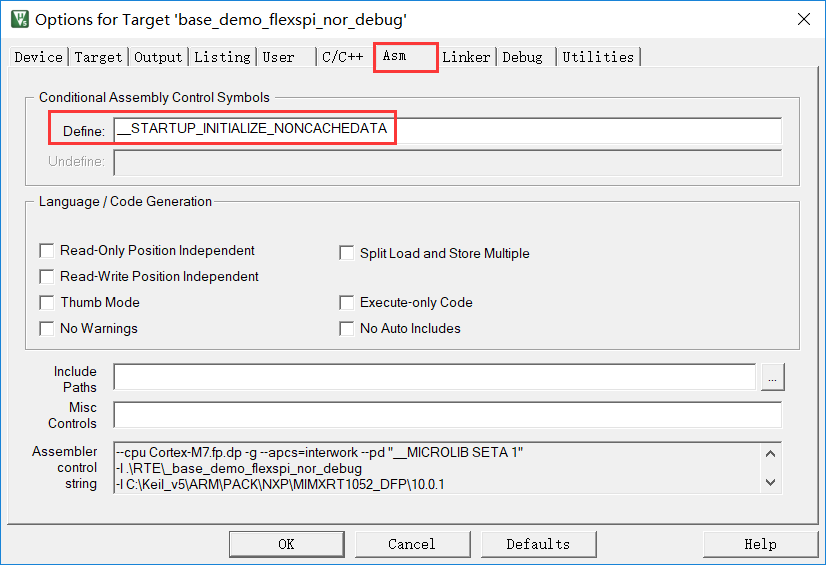 Options for Target 'base_demo_flexspi_nor_debug'
Device Target Output Listing User C/C++ Asm Linker Debug Utilities
Conditional Assembly Control Symbols
Define: __STARTUP_INITIALIZE_NONCACHEDATA
Undefine:
Language / Code Generation
Read-Only Position Independent
Split Load and Store Multiple
Read-Write Position Independent
Thumb Mode
Execute-only Code
No Warnings
No Auto Includes
Include
Paths
...
Misc
Controls
Assembler
control
string
--cpu Cortex-M7.fp.dp -g --apcs=interwork --pd "__MICROLIB SETA 1"
-I .\RTE\_base_demo_flexspi_nor_debug
-I C:\Keil_v5\ARM\PACK\NXP\MIMXRT1052_DFP\10.0.1
OK Cancel Defaults Help